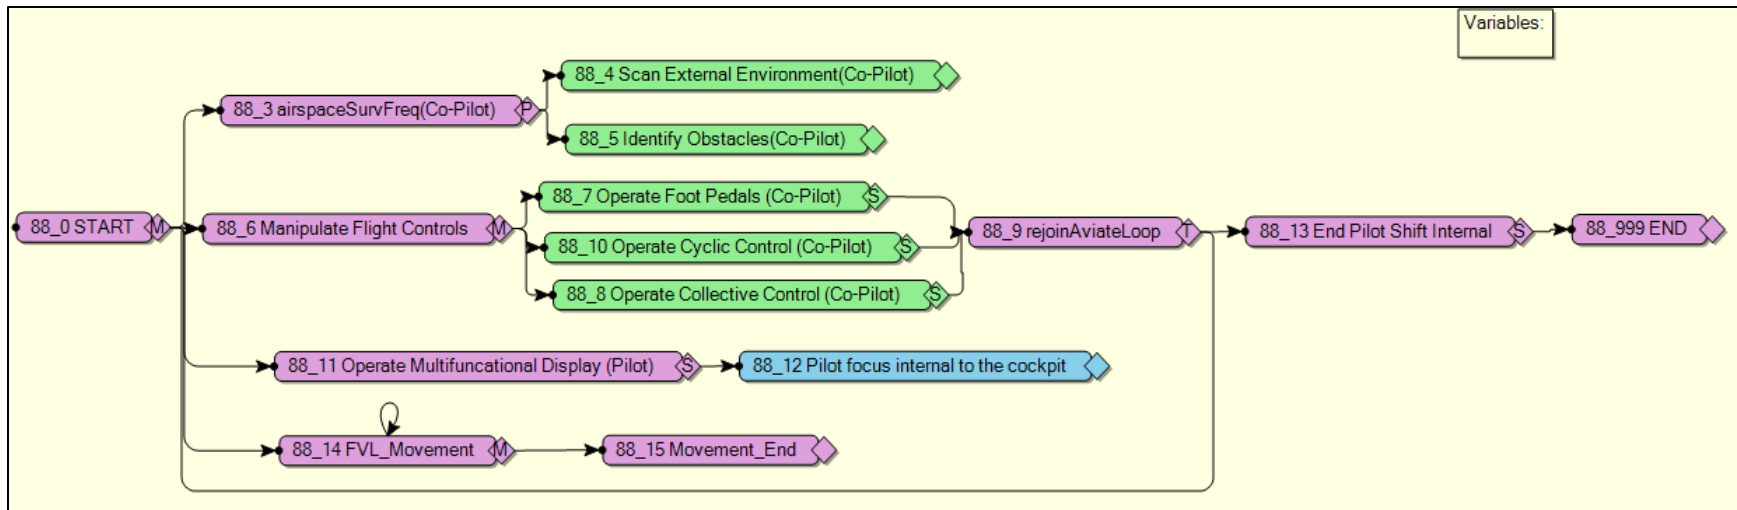 Variables:
88_4 Scan External Environment(Co-Pilot)
88_3 airspaceSurvFreq(Co-Pilot) P
88_5 Identify Obstacles(Co-Pilot)
88_7 Operate Foot Pedals (Co-Pilot) S
88_0 START M
88_6 Manipulate Flight Controls M
88_10 Operate Cyclic Control (Co-Pilot) S
88_8 Operate Collective Control (Co-Pilot) S
88_9 rejoinAviateLoop T
88_13 End Pilot Shift Internal S
88_999 END
88_11 Operate Multifuncational Display (Pilot) S
88_12 Pilot focus internal to the cockpit
88_14 FVL_Movement M
88_15 Movement_End